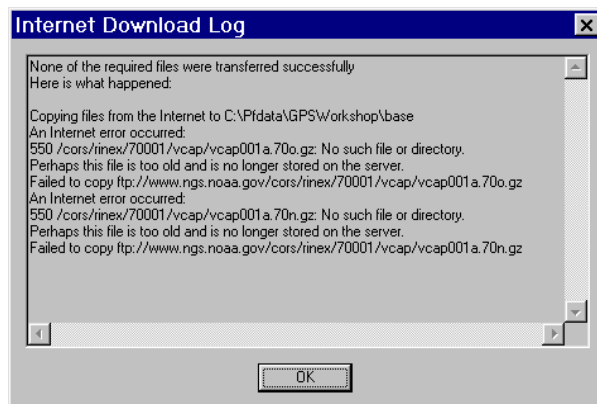 Internet Download Log
None of the required files were transferred successfully
Here is what happened:
Copying files from the Internet to C:\Pfdata\GPSWorkshop\base
An Internet error occurred:
550 /cors/rinex/70001/vcap/vcap001a.70o.gz: No such file or directory.
Perhaps this file is too old and is no longer stored on the server.
Failed to copy ftp://www.ngs.noaa.gov/cors/rinex/70001/vcap/vcap001a.70o.gz
An Internet error occurred:
550 /cors/rinex/70001/vcap/vcap001a.70n.gz: No such file or directory.
Perhaps this file is too old and is no longer stored on the server.
Failed to copy ftp://www.ngs.noaa.gov/cors/rinex/70001/vcap/vcap001a.70n.gz
OK